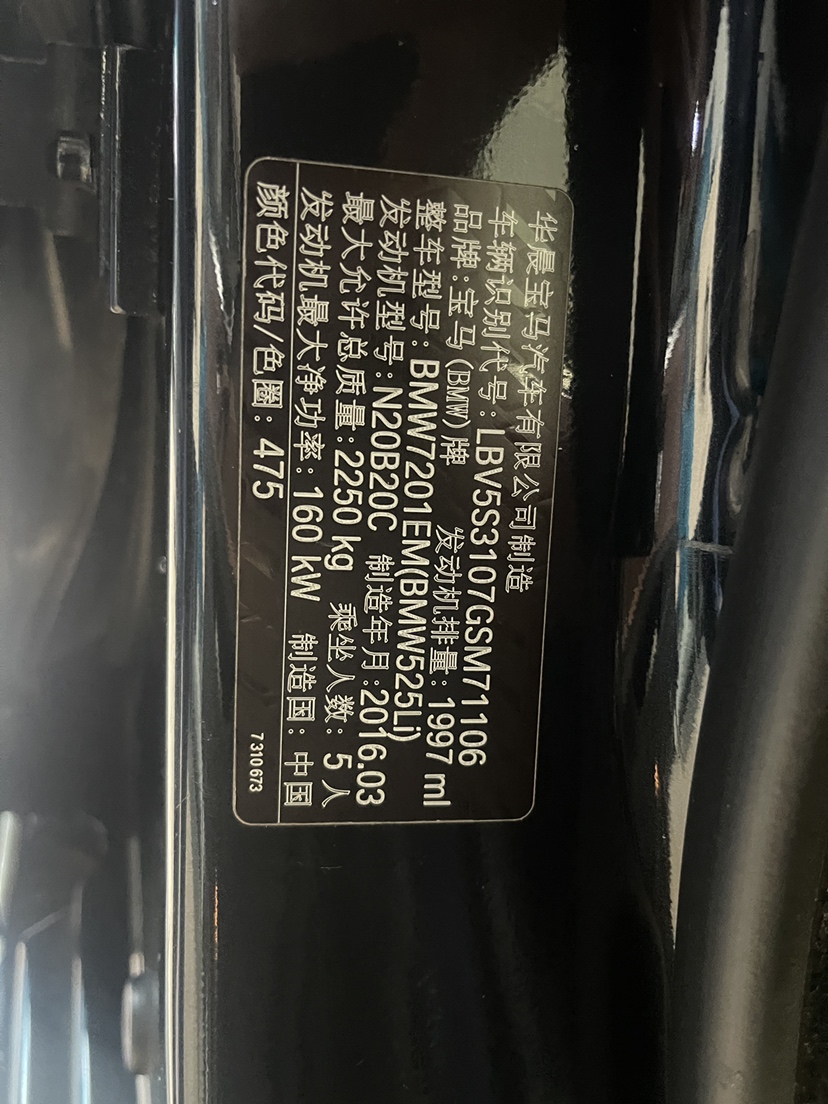 华晨宝马汽车有限公司制造
车辆识别代号:LBV5S3107GSM71106
品牌:宝马(BMW)牌 发动机排量:1997 ml
整车型号:BMW7201EM(BMW525Li)
发动机型号:N20B20C 制造年月:2016.03
最大允许总质量:2250 kg 乘坐人数:5人
发动机最大净功率:160 kW 制造国:中国
颜色代码/色圈:475
7 310 673